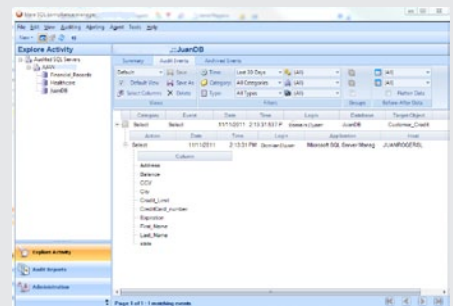 File Edit View Auditing Alerting Agent Tools Help
New
Explore Activity
JuanDB
Audited SQL Servers
JUAN
Financial_Records
Healthcare
JuanDB
Summary Audit Events Archived Events
Default Save Time Last 30 Days (All) (All)
Default View Save As Category All Categories (All) (All)
Select Columns Delete Type All Types (All) Flatten Data
Views Filters Groups Before-After Data
Category Event Date Time Login Database Target Object
Select Select 11/11/2011 JuanDB Customer_Credit
Action Date Time Login Application Host
Select 11/11/2011 2:13:31 PM Domain\user Microsoft SQL Server Manag
Column
Address
Balance
CCV
City
Credit_Limit
CreditCard_number
Expiration
First_Name
Last_Name
state
Explore Activity
Audit Reports
Administration
Page 1 of 1 : 1 matching events